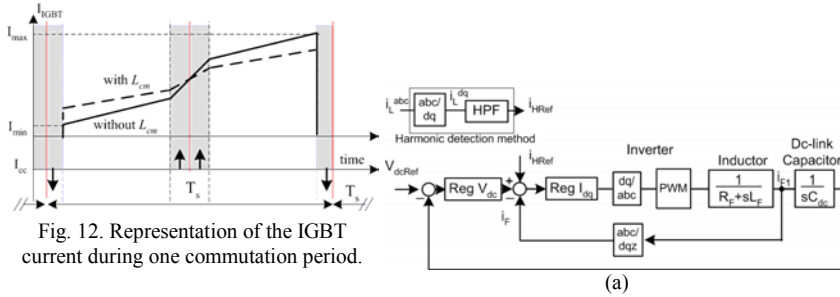 I_IGBT
I_max
with L_cm
without L_cm
I_min
I_cc
time
T_s
T_s
Fig. 12. Representation of the IGBT
current during one commutation period.
i_L^abc
abc/
dq
i_L^dq
HPF
i_HRef
Harmonic detection method
V_dcRef
i_HRef
Inverter
Inductor
Dc-link
Capacitor
Reg V_dc
Reg I_dq
dq/
abc
PWM
1
R_F+sL_F
i_F1
1
sC_dc
i_F
abc/
dqz
(a)